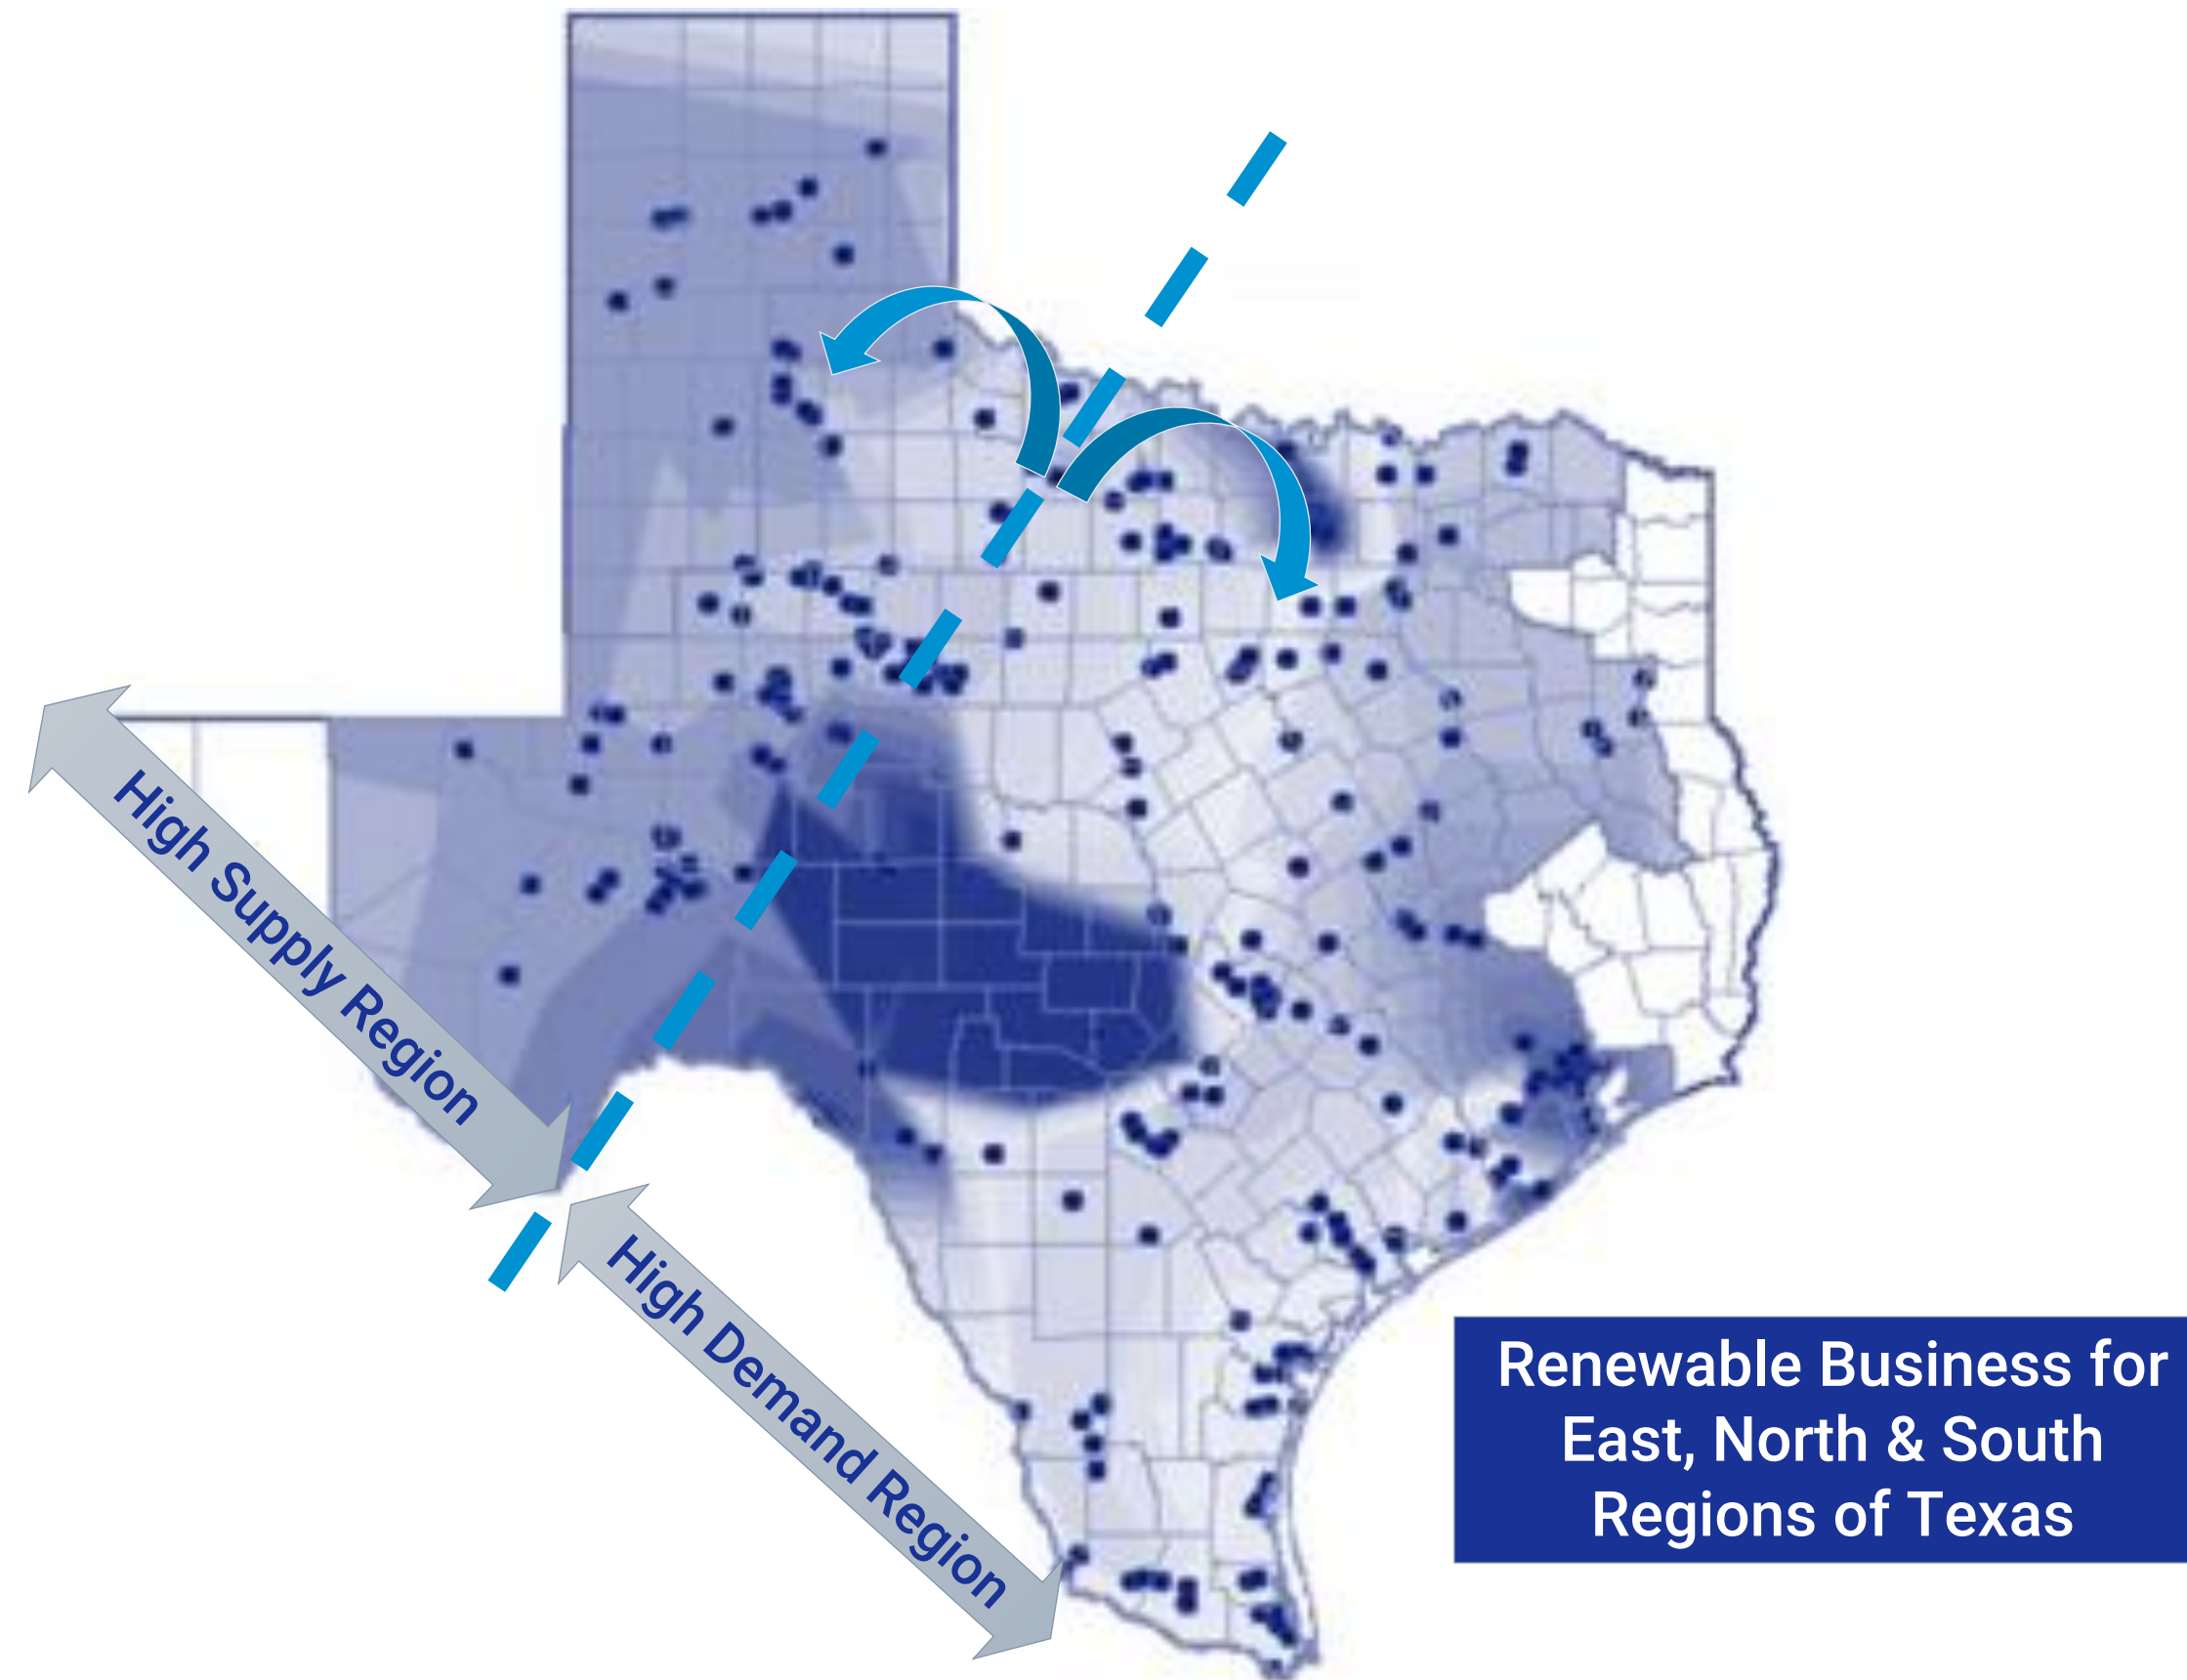 High Supply Region
High Demand Region
Renewable Business for
East, North & South
Regions of Texas